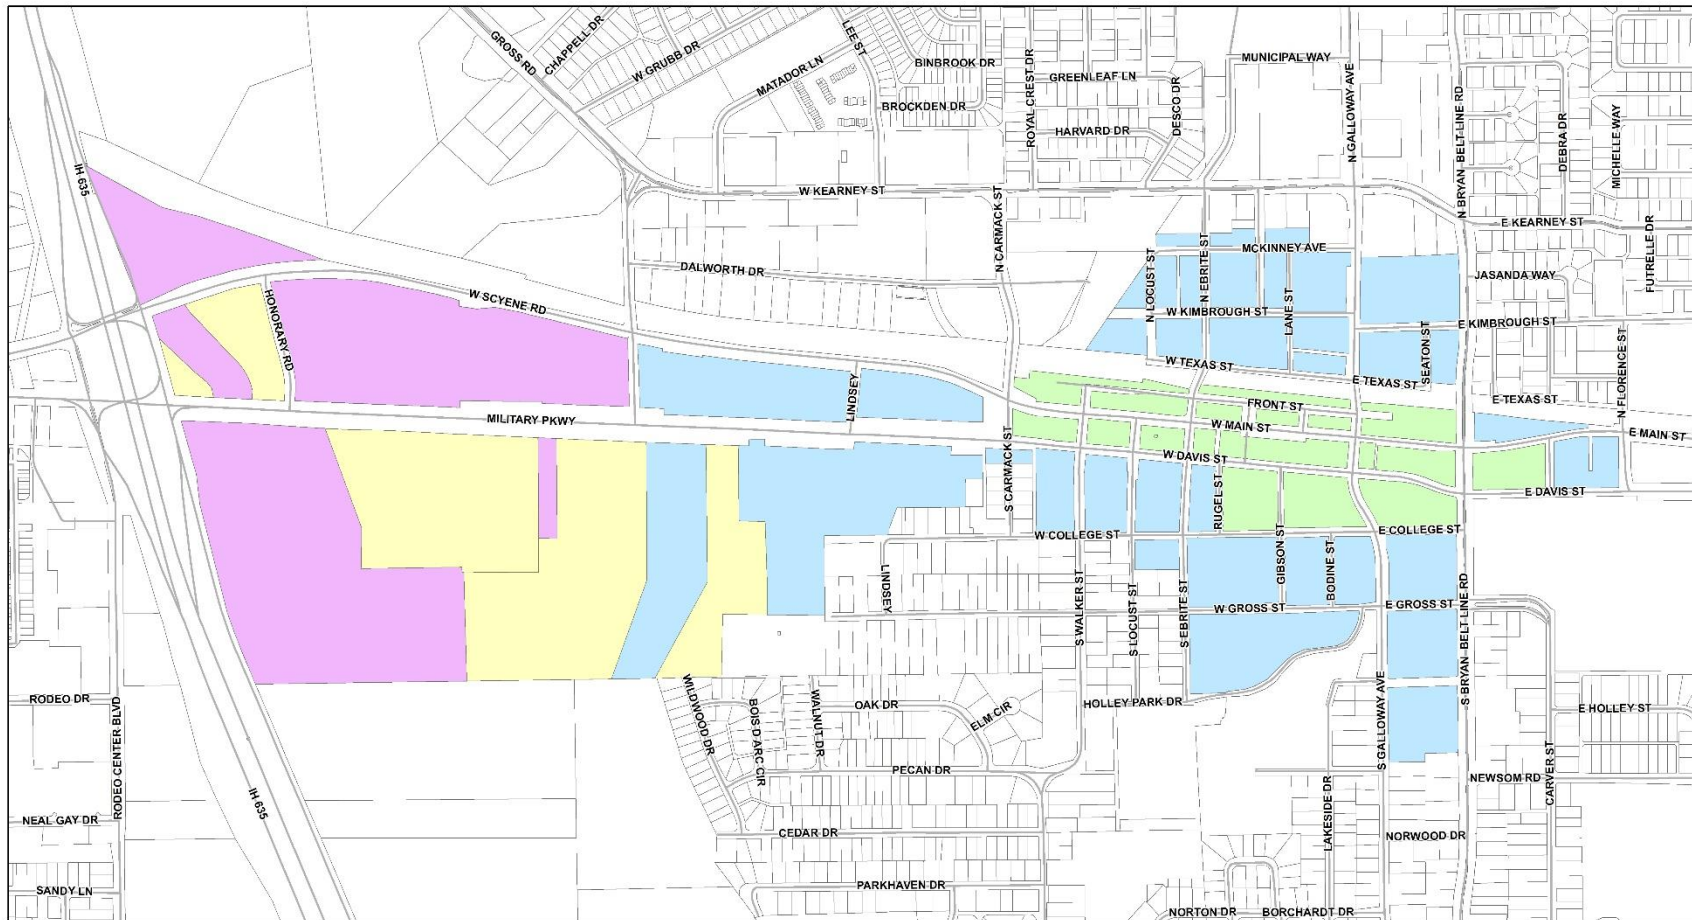 GROSS RD
CHAPPELL DR
W GRUBB DR
MATADOR LN
LEE ST
BINBROOK DR
BROCKDEN DR
ROYAL CREST DR
GREENLEAF LN
HARVARD DR
DESCO DR
MUNICIPAL WAY
N GALLOWAY AVE
N BRYAN BELT LINE RD
DEBRA DR
MICHELLE WAY
IH 635
W KEARNEY ST
N CARMACK ST
E KEARNEY ST
FUTRELLE DR
N EBRITE ST
MCKINNEY AVE
N LOCUST ST
DALWORTH DR
JASANDA WAY
HONORARY RD
W SCYENE RD
LANE ST
W KIMBROUGH ST
E KIMBROUGH ST
SEATON ST
N FLORENCE ST
W TEXAS ST
E TEXAS ST
E TEXAS ST
LINDSEY
FRONT ST
MILITARY PKWY
W MAIN ST
E MAIN ST
W DAVIS ST
S CARMACK ST
RUGEL ST
E DAVIS ST
W COLLEGE ST
E COLLEGE ST
GIBSON ST
BODINE ST
LINDSEY
S WALKER ST
S LOCUST ST
S EBRITE ST
W GROSS ST
E GROSS ST
S BRYAN BELT LINE RD
RODEO DR
RODEO CENTER BLVD
WILDWOOD DR
BOIS D ARC CIR
WALNUT DR
OAK DR
ELM CIR
HOLLEY PARK DR
S GALLOWAY AVE
E HOLLEY ST
CARVER ST
PECAN DR
NEWSOM RD
IH 635
NEAL GAY DR
CEDAR DR
LAKESIDE DR
NORWOOD DR
SANDY LN
PARKHAVEN DR
NORTON DR
BORCHARDT DR